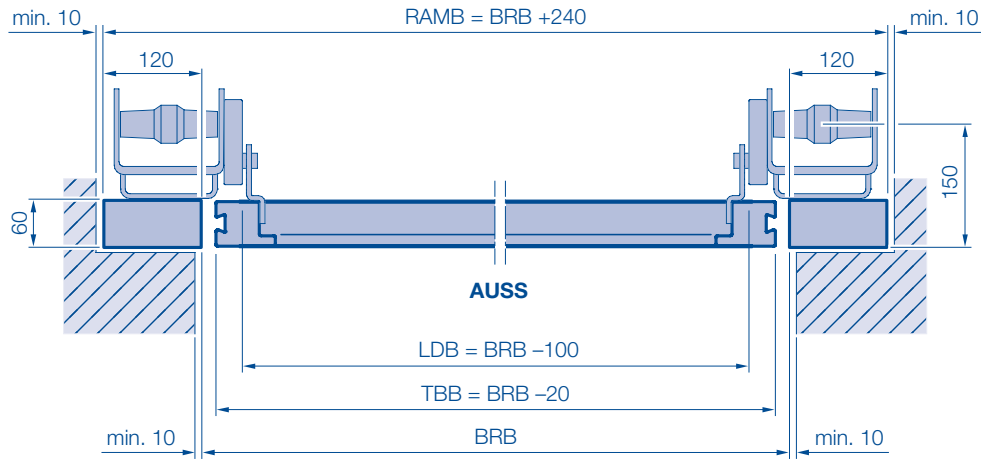 min. 10
RAMB = BRB +240
min. 10
120
120
150
60
AUSS
LDB = BRB –100
TBB = BRB –20
min. 10
BRB
min. 10